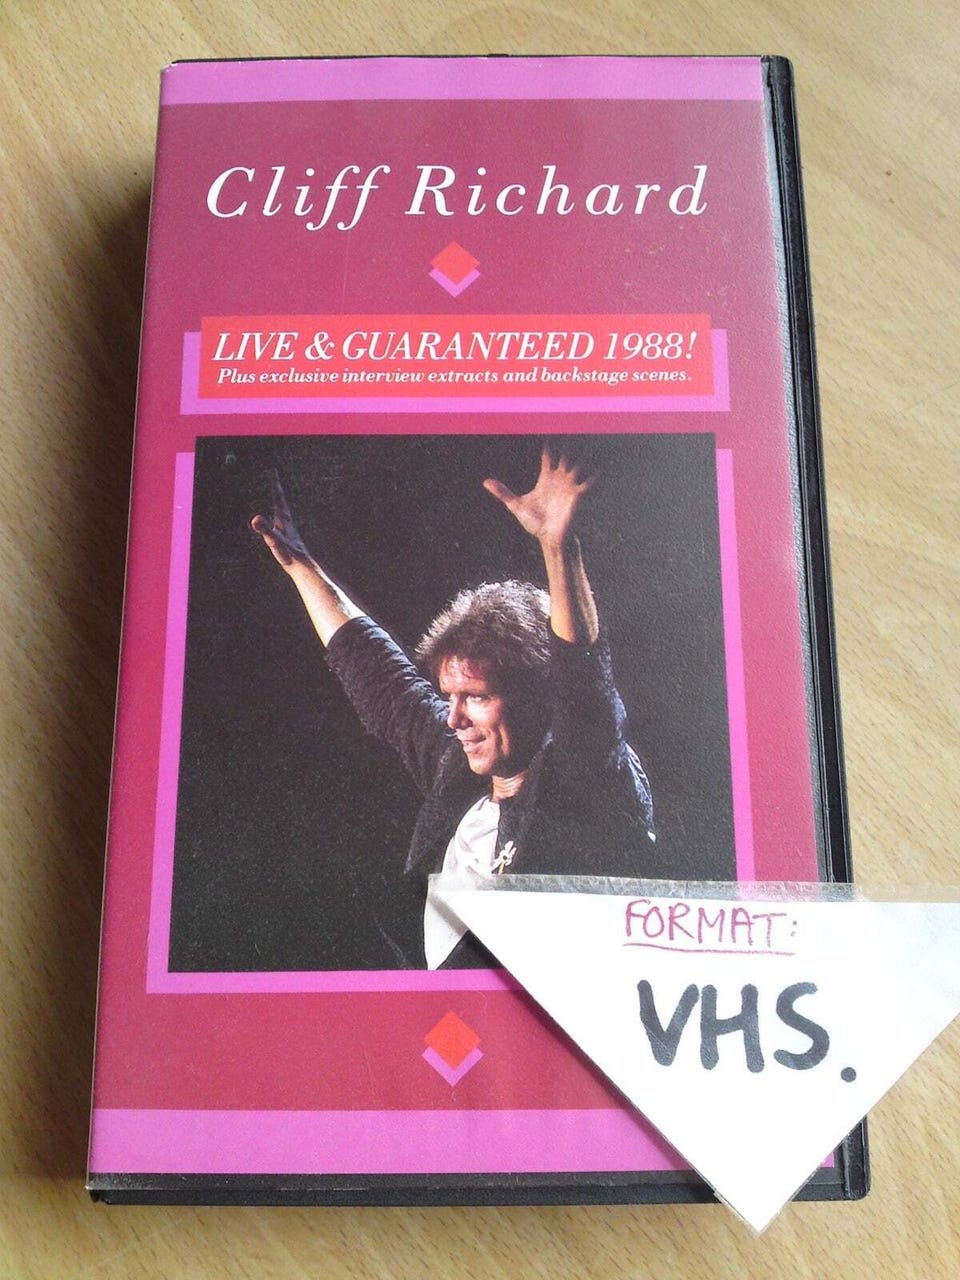 Cliff Richard
LIVE & GUARANTEED 1988!
Plus exclusive interview extracts and backstage scenes.
FORMAT:
VHS.